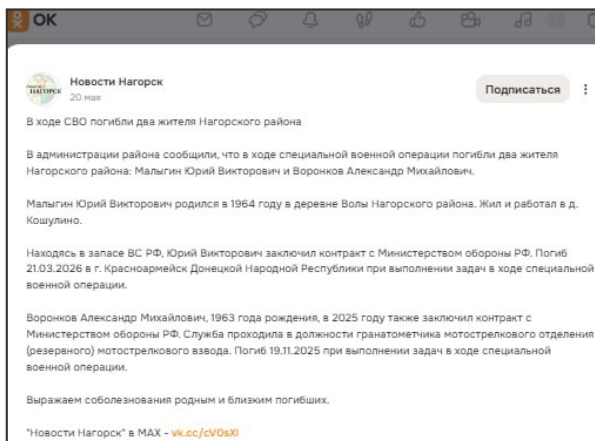 OK
НАГОРСК
Новости Нагорск
20 мая
Подписаться
В ходе СВО погибли два жителя Нагорского района
В администрации района сообщили, что в ходе специальной военной операции погибли два жителя
Нагорского района: Малыгин Юрий Викторович и Воронков Александр Михайлович.
Малыгин Юрий Викторович родился в 1964 году в деревне Волы Нагорского района. Жил и работал в д.
Кошулино.
Находясь в запасе ВС РФ, Юрий Викторович заключил контракт с Министерством обороны РФ. Погиб
21.03.2026 в г. Красноармейск Донецкой Народной Республики при выполнении задач в ходе специальной
военной операции.
Воронков Александр Михайлович, 1963 года рождения, в 2025 году также заключил контракт с
Министерством обороны РФ. Служба проходила в должности гранатометчика мотострелкового отделения
(резервного) мотострелкового взвода. Погиб 19.11.2025 при выполнении задач в ходе специальной
военной операции.
Выражаем соболезнования родным и близким погибших.
"Новости Нагорск" в MAX - vk.cc/cV0sXl